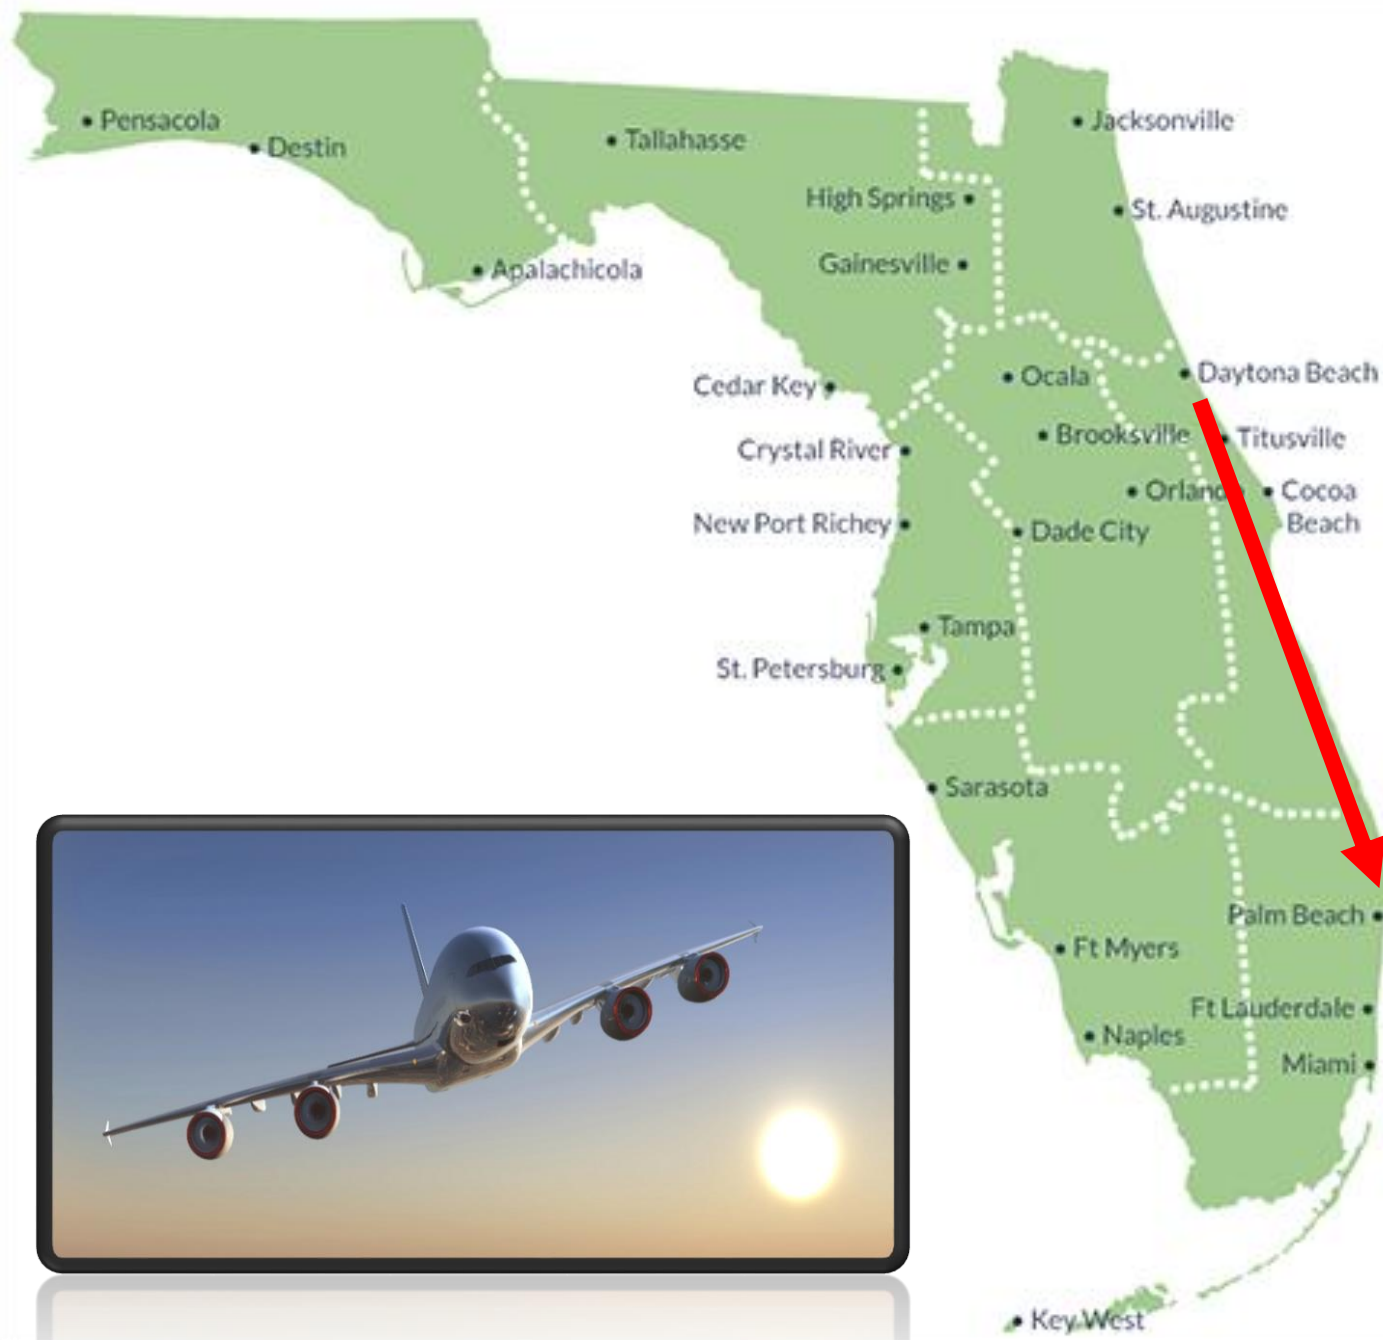 Pensacola
Destin
Tallahasse
Jacksonville
High Springs
St. Augustine
Gainesville
Apalachicola
Daytona Beach
Cedar Key
Ocala
Brooksville
Titusville
Crystal River
Orlando
Cocoa
Beach
New Port Richey
Dade City
Tampa
St. Petersburg
Sarasota
Palm Beach
Ft Myers
Ft Lauderdale
Naples
Miami
Key West